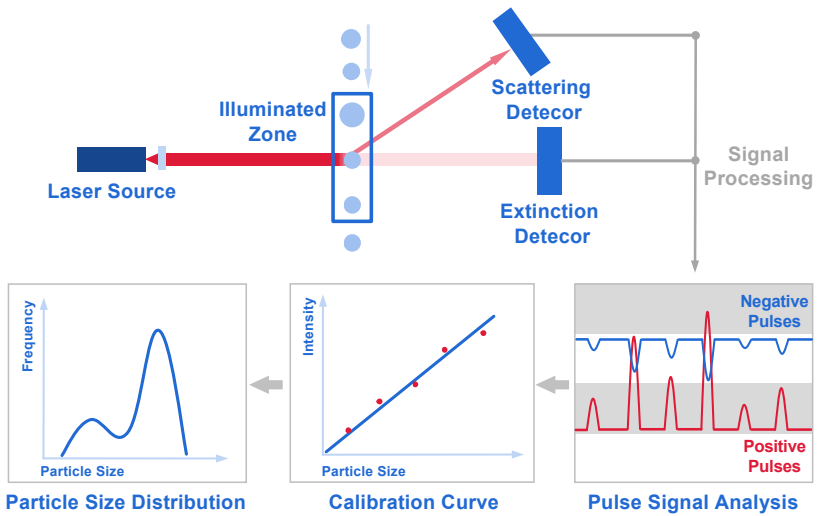 Illuminated
Zone
Scattering
Detecor
Laser Source
Signal
Processing
Extinction
Detecor
Frequency
Particle Size
Particle Size Distribution
Intensity
Particle Size
Calibration Curve
Negative
Pulses
Positive
Pulses
Pulse Signal Analysis